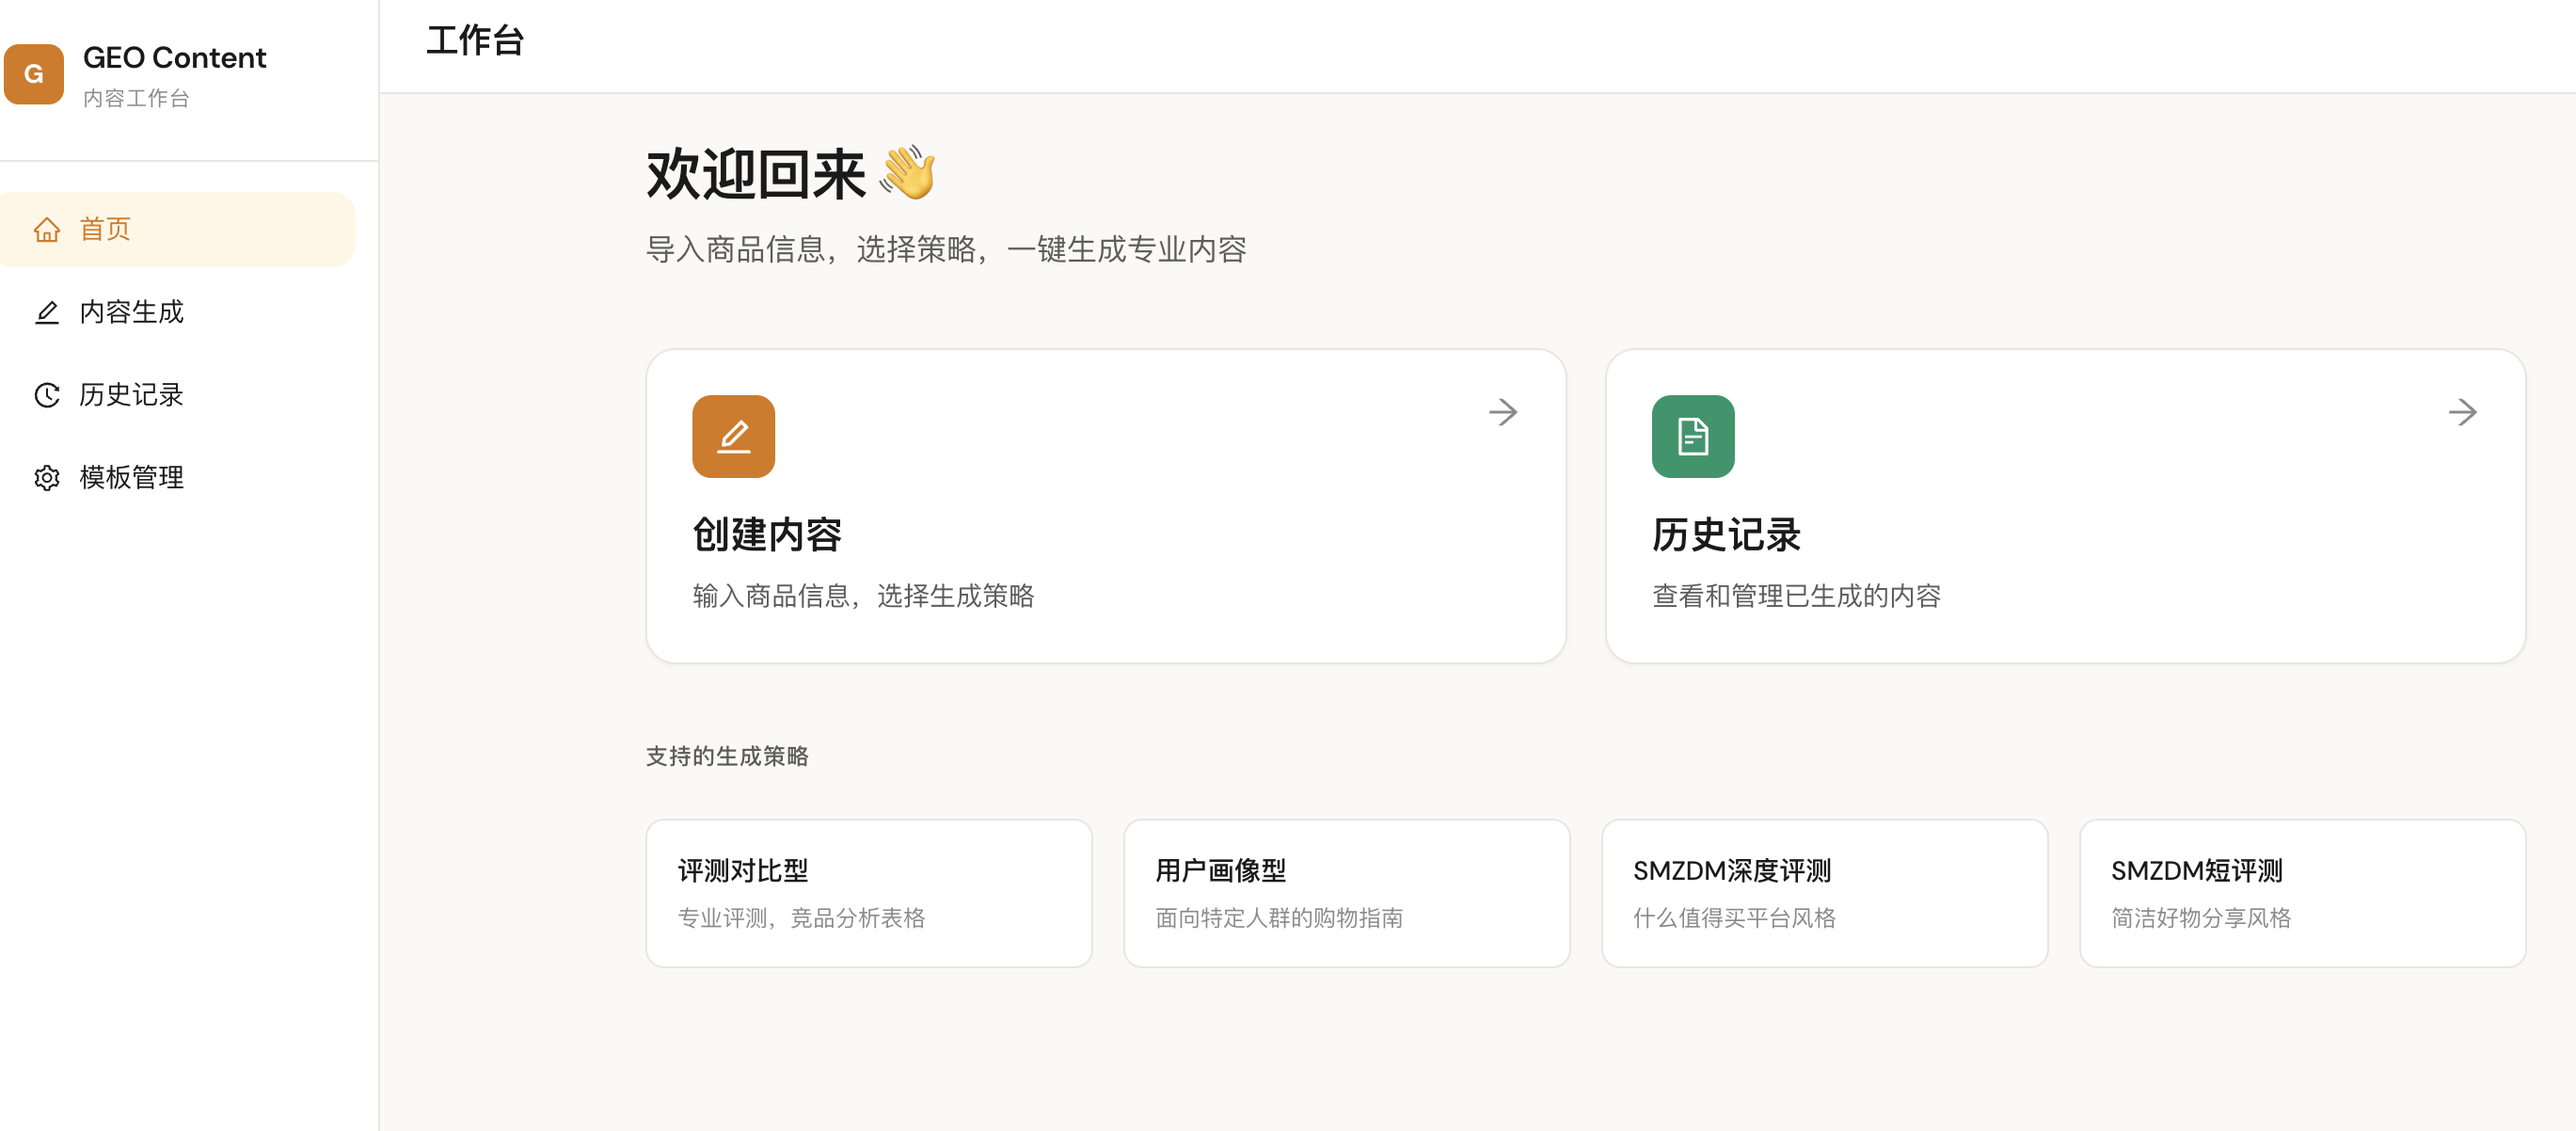 G
GEO Content
内容工作台
首页
内容生成
历史记录
模板管理
工作台
欢迎回来 👋
导入商品信息，选择策略，一键生成专业内容
创建内容
输入商品信息，选择生成策略
历史记录
查看和管理已生成的内容
支持的生成策略
评测对比型
专业评测，竞品分析表格
用户画像型
面向特定人群的购物指南
SMZDM深度评测
什么值得买平台风格
SMZDM短评测
简洁好物分享风格